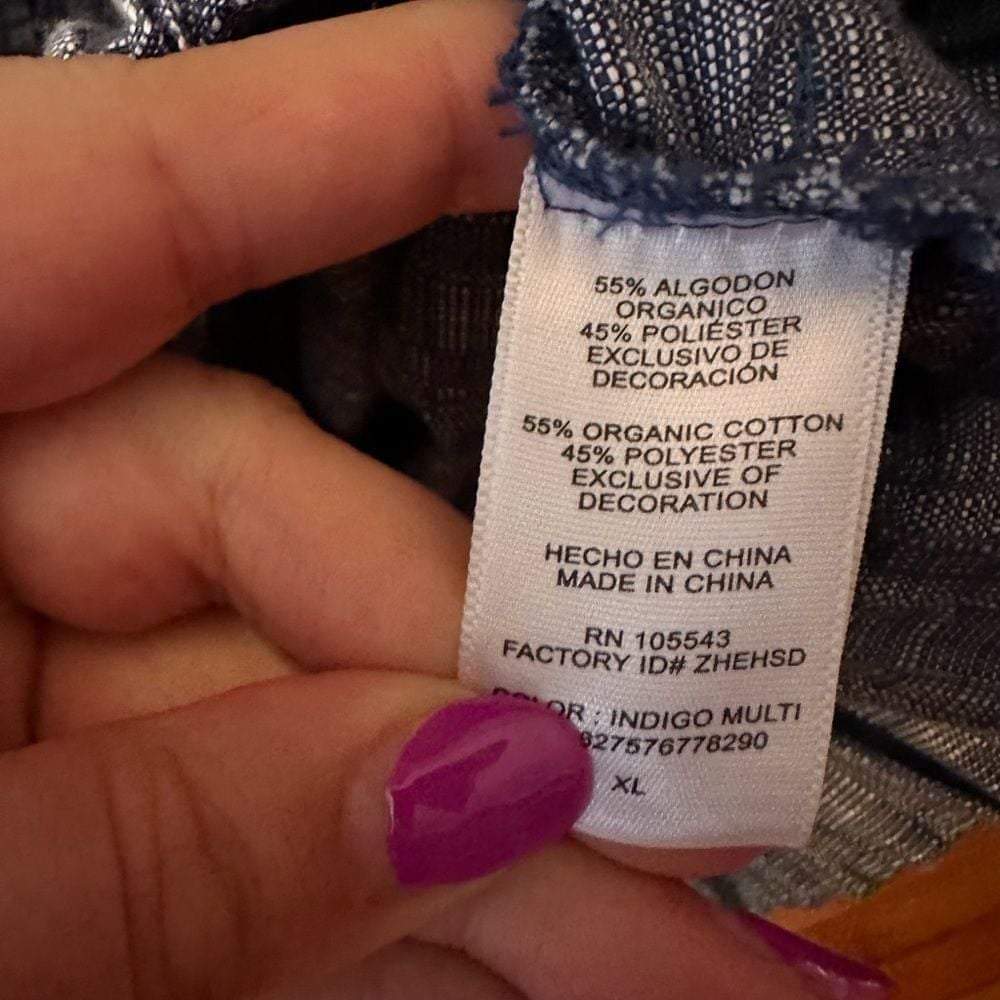 55% ALGODON
ORGANICO
45% POLIÉSTER
EXCLUSIVO DE
DECORACIÓN
55% ORGANIC COTTON
45% POLYESTER
EXCLUSIVE OF
DECORATION
HECHO EN CHINA
MADE IN CHINA
RN 105543
FACTORY ID# ZHEHSD
: INDIGO MULTI
XL